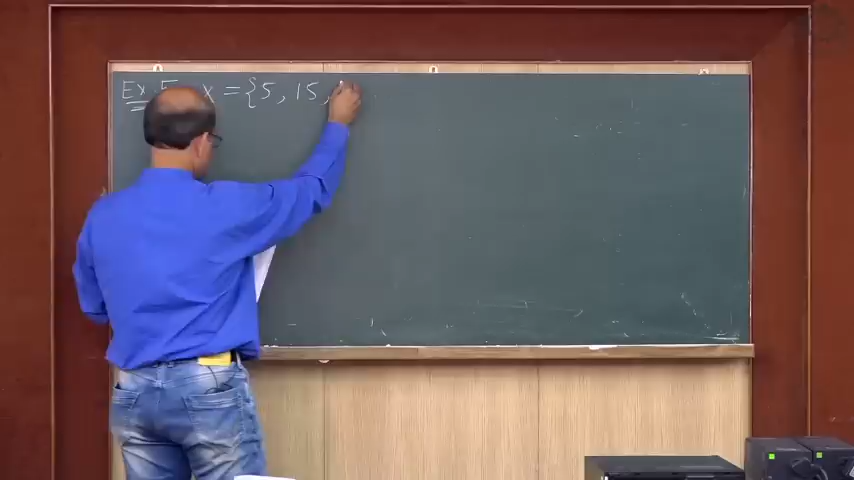 Ex. 5 x = {5, 15,